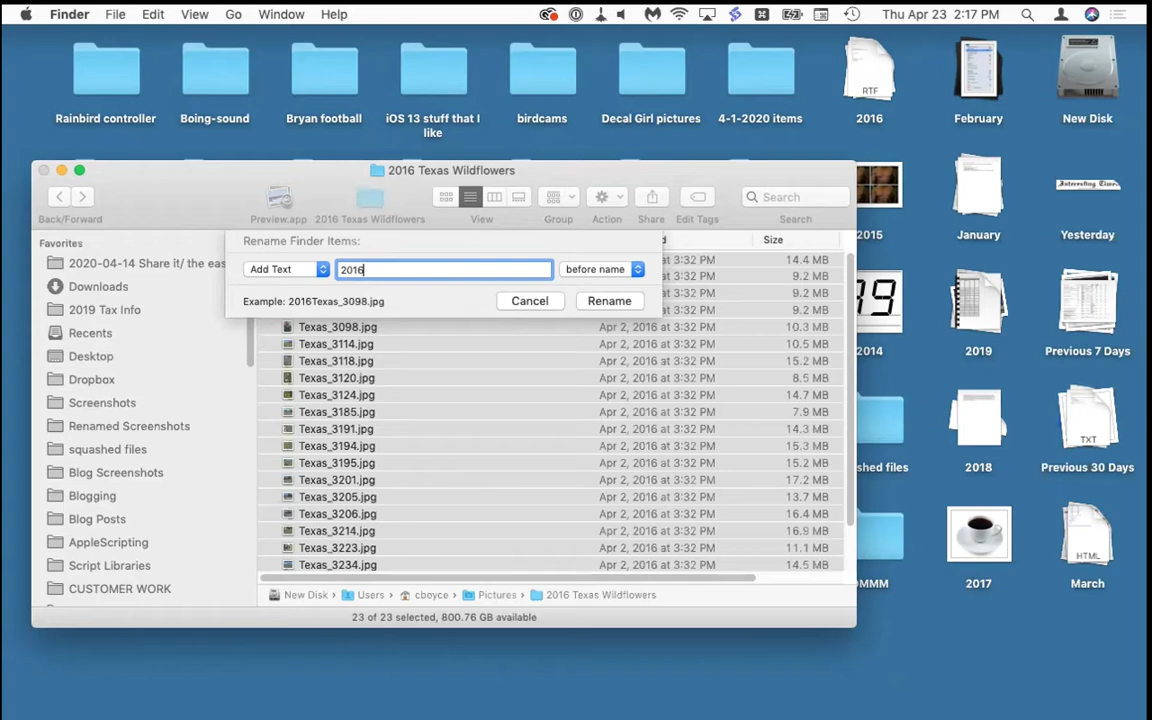 Finder File Edit View Go Window Help Thu Apr 23 2:17 PM
Rainbird controller
Boing-sound
Bryan football
iOS 13 stuff that I like
birdcams
Decal Girl pictures
4-1-2020 items
RTF
2016
February
New Disk
2016 Texas Wildflowers
Back/Forward
Preview.app
2016 Texas Wildflowers
View
Group
Action
Share
Edit Tags
Search
Search
2015
January
Interesting Time
Yesterday
Favorites
2020-04-14 Share it/ the eas
Downloads
2019 Tax Info
Recents
Desktop
Dropbox
Screenshots
Renamed Screenshots
squashed files
Blog Screenshots
Blogging
Blog Posts
AppleScripting
Script Libraries
CUSTOMER WORK
Rename Finder Items:
Add Text 2016 before name
Example: 2016Texas_3098.jpg Cancel Rename
d Size
at 3:32 PM 14.4 MB
at 3:32 PM 9.2 MB
at 3:32 PM 9.2 MB
at 3:32 PM 9.2 MB
Texas_3098.jpg Apr 2, 2016 at 3:32 PM 10.3 MB
Texas_3114.jpg Apr 2, 2016 at 3:32 PM 10.5 MB
Texas_3118.jpg Apr 2, 2016 at 3:32 PM 15.2 MB
Texas_3120.jpg Apr 2, 2016 at 3:32 PM 8.5 MB
Texas_3124.jpg Apr 2, 2016 at 3:32 PM 14.7 MB
Texas_3185.jpg Apr 2, 2016 at 3:32 PM 7.9 MB
Texas_3191.jpg Apr 2, 2016 at 3:32 PM 14.3 MB
Texas_3194.jpg Apr 2, 2016 at 3:32 PM 15.3 MB
Texas_3195.jpg Apr 2, 2016 at 3:32 PM 15.2 MB
Texas_3201.jpg Apr 2, 2016 at 3:32 PM 17.2 MB
Texas_3205.jpg Apr 2, 2016 at 3:32 PM 13.7 MB
Texas_3206.jpg Apr 2, 2016 at 3:32 PM 16.4 MB
Texas_3214.jpg Apr 2, 2016 at 3:32 PM 16.9 MB
Texas_3223.jpg Apr 2, 2016 at 3:32 PM 11.1 MB
Texas_3234.jpg Apr 2, 2016 at 3:32 PM 14.5 MB
New Disk Users cboyce Pictures 2016 Texas Wildflowers
23 of 23 selected, 800.76 GB available
2014
2019
Previous 7 Days
TXT
shed files
2018
Previous 30 Days
HTML
OMMM
2017
March